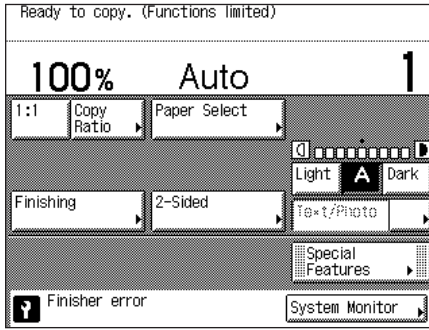 Ready to copy. (Functions limited)
100% Auto 1
1:1 Copy Ratio Paper Select
Light A Dark
Finishing 2-Sided Text/Photo
Special Features
Finisher error System Monitor